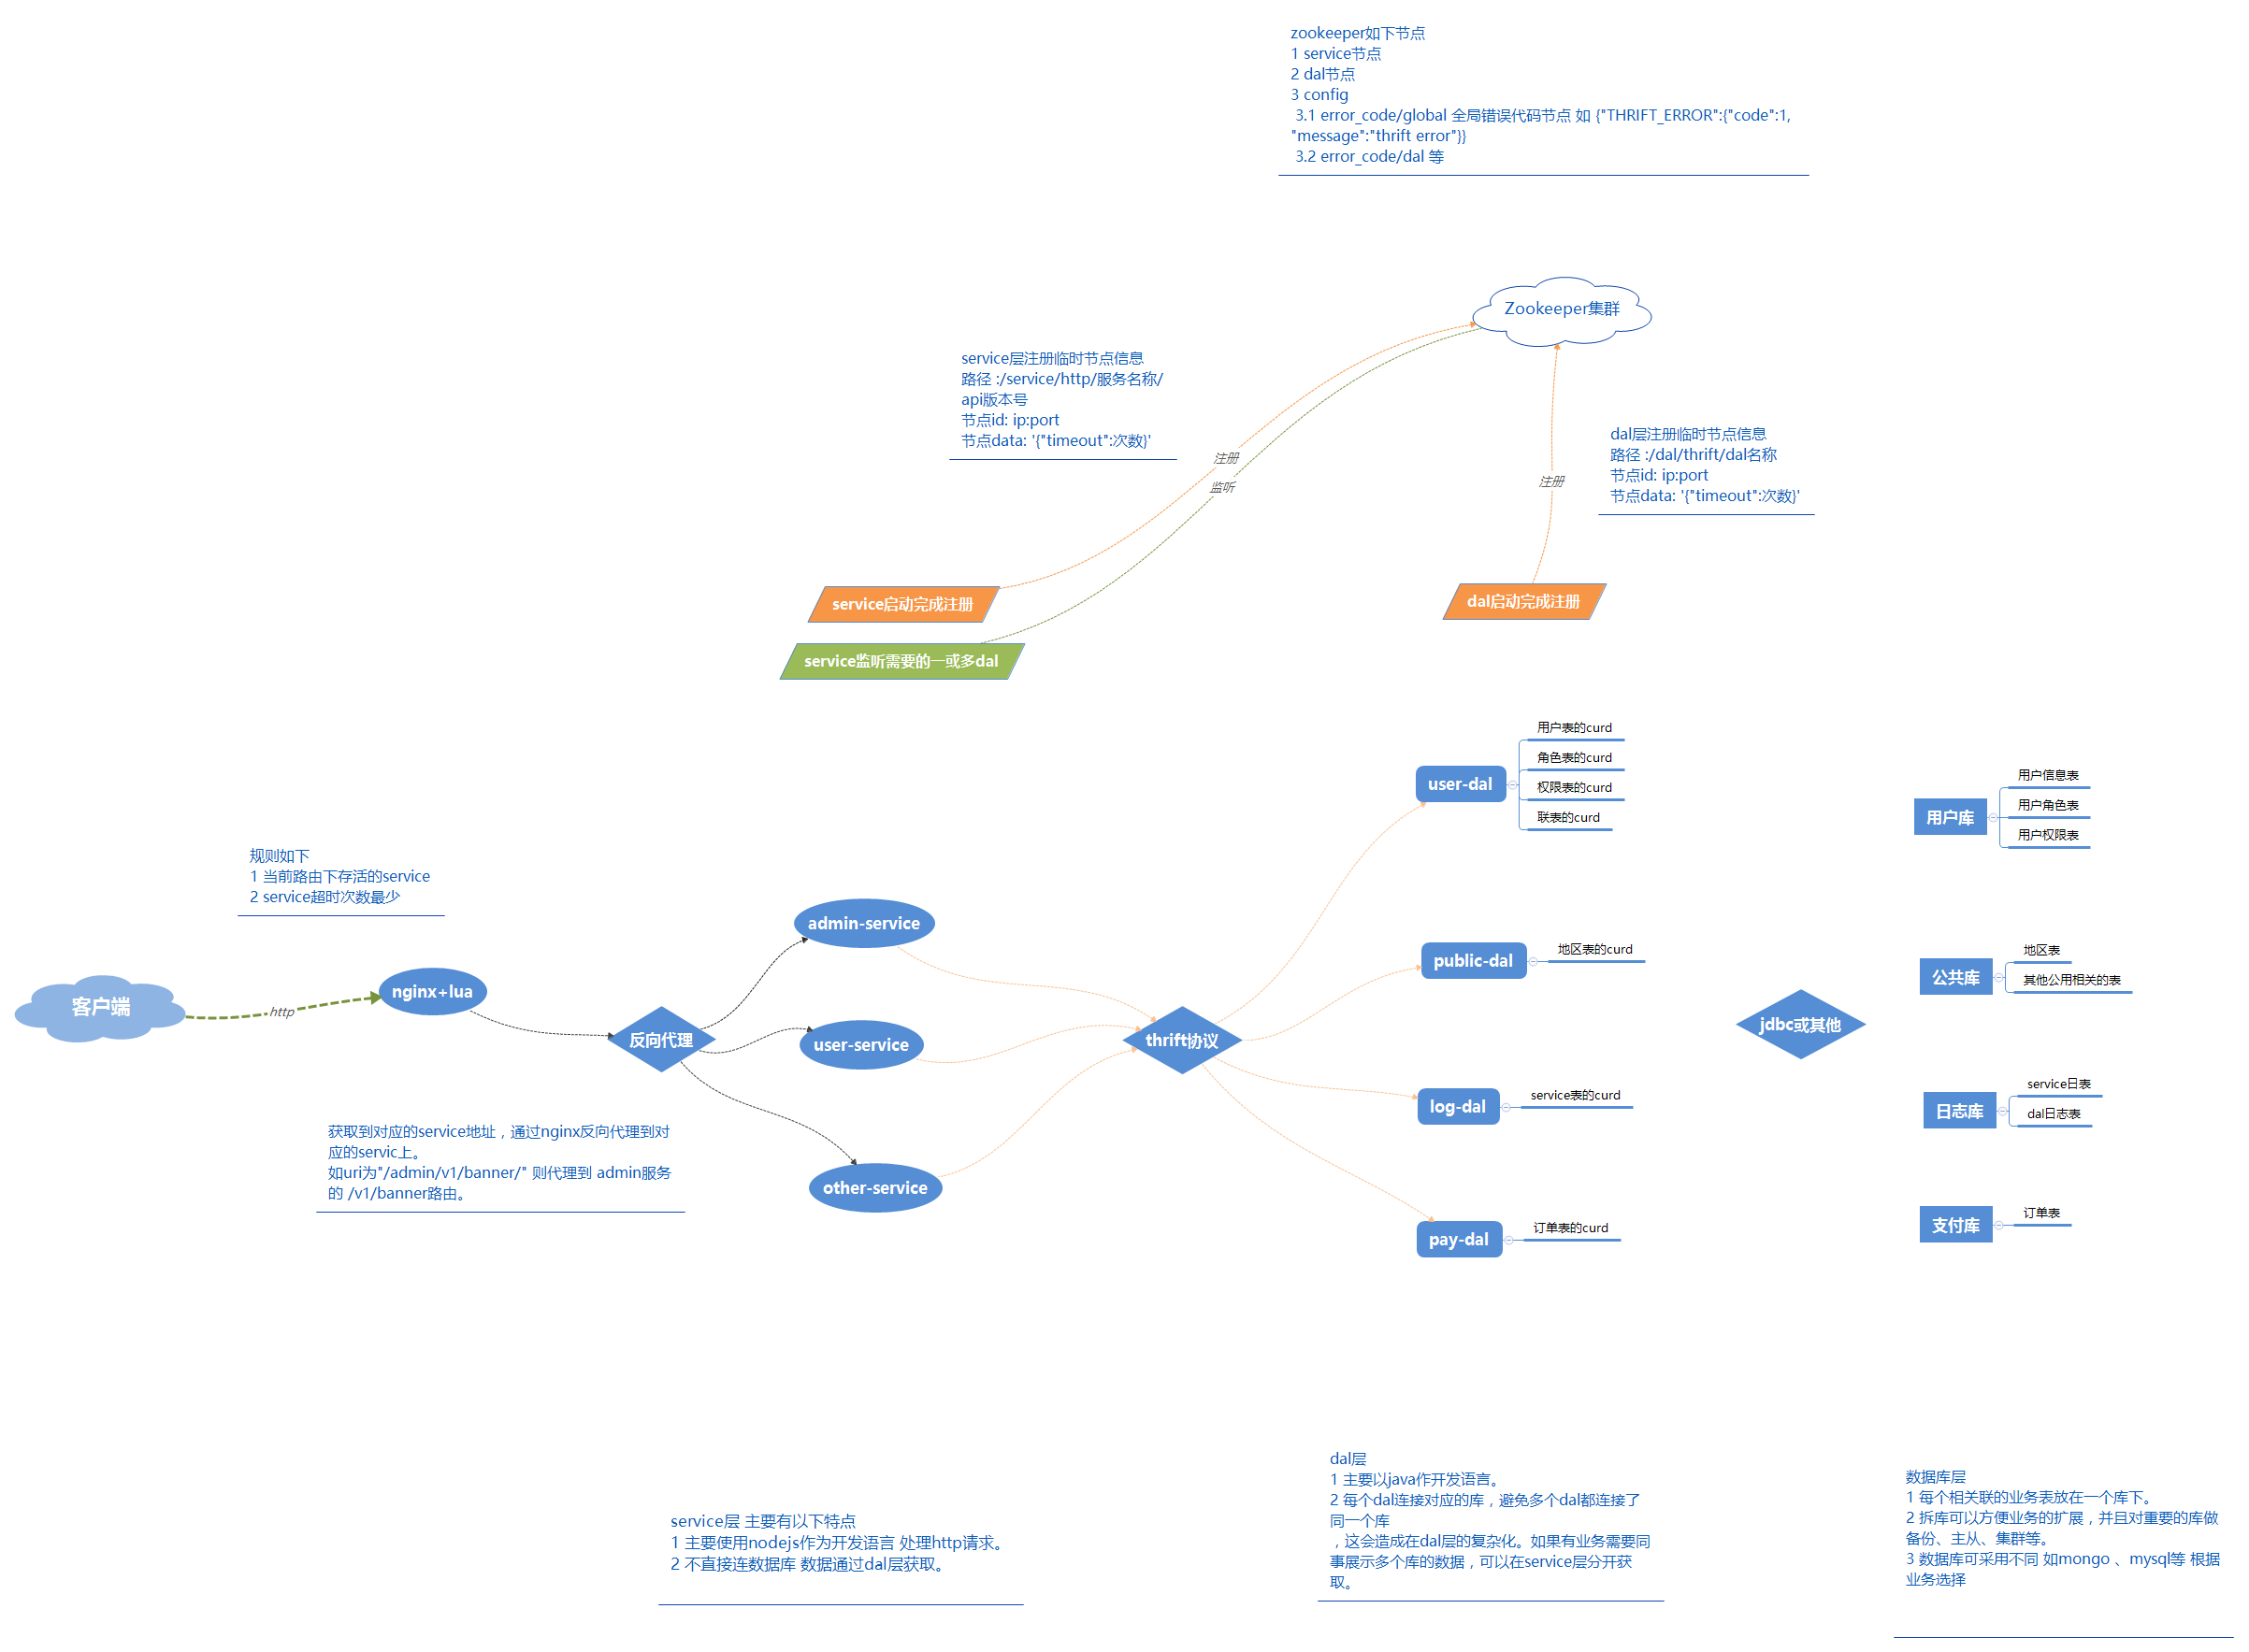 zookeeper如下节点
1 service节点
2 dal节点
3 config
3.1 error_code/global 全局错误代码节点 如 {"THRIFT_ERROR":{"code":1,
"message":"thrift error"}}
3.2 error_code/dal 等
Zookeeper集群
service层注册临时节点信息
路径 :/service/http/服务名称/
api版本号
节点id: ip:port
节点data: '{"timeout":次数}'
注册
监听
注册
dal层注册临时节点信息
路径 :/dal/thrift/dal名称
节点id: ip:port
节点data: '{"timeout":次数}'
service启动完成注册
dal启动完成注册
service监听需要的一或多dal
规则如下
1 当前路由下存活的service
2 service超时次数最少
客户端
http
nginx+lua
反向代理
获取到对应的service地址，通过nginx反向代理到对
应的servic上。
如uri为"/admin/v1/banner/" 则代理到 admin服务
的 /v1/banner路由。
admin-service
user-service
other-service
thrift协议
user-dal
用户表的curd
角色表的curd
权限表的curd
联表的curd
public-dal
地区表的curd
log-dal
service表的curd
pay-dal
订单表的curd
jdbc或其他
用户库
用户信息表
用户角色表
用户权限表
公共库
地区表
其他公用相关的表
日志库
service日表
dal日志表
支付库
订单表
service层 主要有以下特点
1 主要使用nodejs作为开发语言 处理http请求。
2 不直接连数据库 数据通过dal层获取。
dal层
1 主要以java作开发语言。
2 每个dal连接对应的库，避免多个dal都连接了
同一个库
，这会造成在dal层的复杂化。如果有业务需要同
事展示多个库的数据，可以在service层分开获
取。
数据库层
1 每个相关联的业务表放在一个库下。
2 拆库可以方便业务的扩展，并且对重要的库做
备份、主从、集群等。
3 数据库可采用不同 如mongo 、mysql等 根据
业务选择